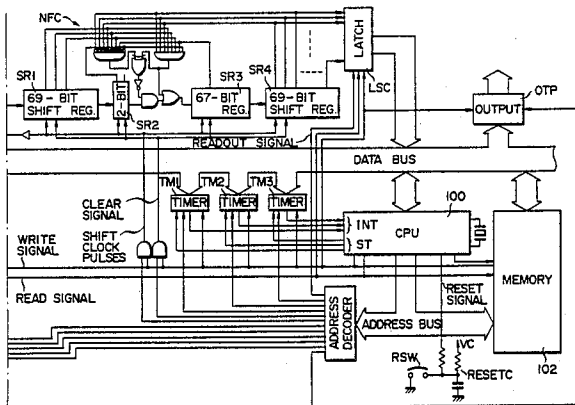 NFC
LATCH
LSC
SR1
69-BIT
SHIFT REG.
2-BIT
SR2
SR3
67-BIT
REG.
SR4
69-BIT
SHIFT REG.
OTP
OUTPUT
READOUT SIGNAL
DATA BUS
TM1
TIMER
TM2
TIMER
TM3
TIMER
CLEAR
SIGNAL
SHIFT
CLOCK
PULSES
INT
ST
100
CPU
WRITE
SIGNAL
READ SIGNAL
RESET
SIGNAL
MEMORY
102
ADDRESS
DECODER
ADDRESS BUS
RSW
VC
RESETC